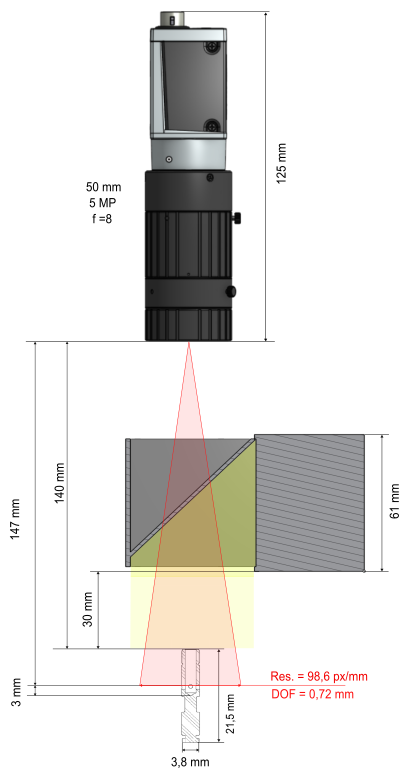 125 mm
50 mm
5 MP
f =8
147 mm
140 mm
61 mm
30 mm
3 mm
Res. = 98,6 px/mm
DOF = 0,72 mm
21,5 mm
3,8 mm